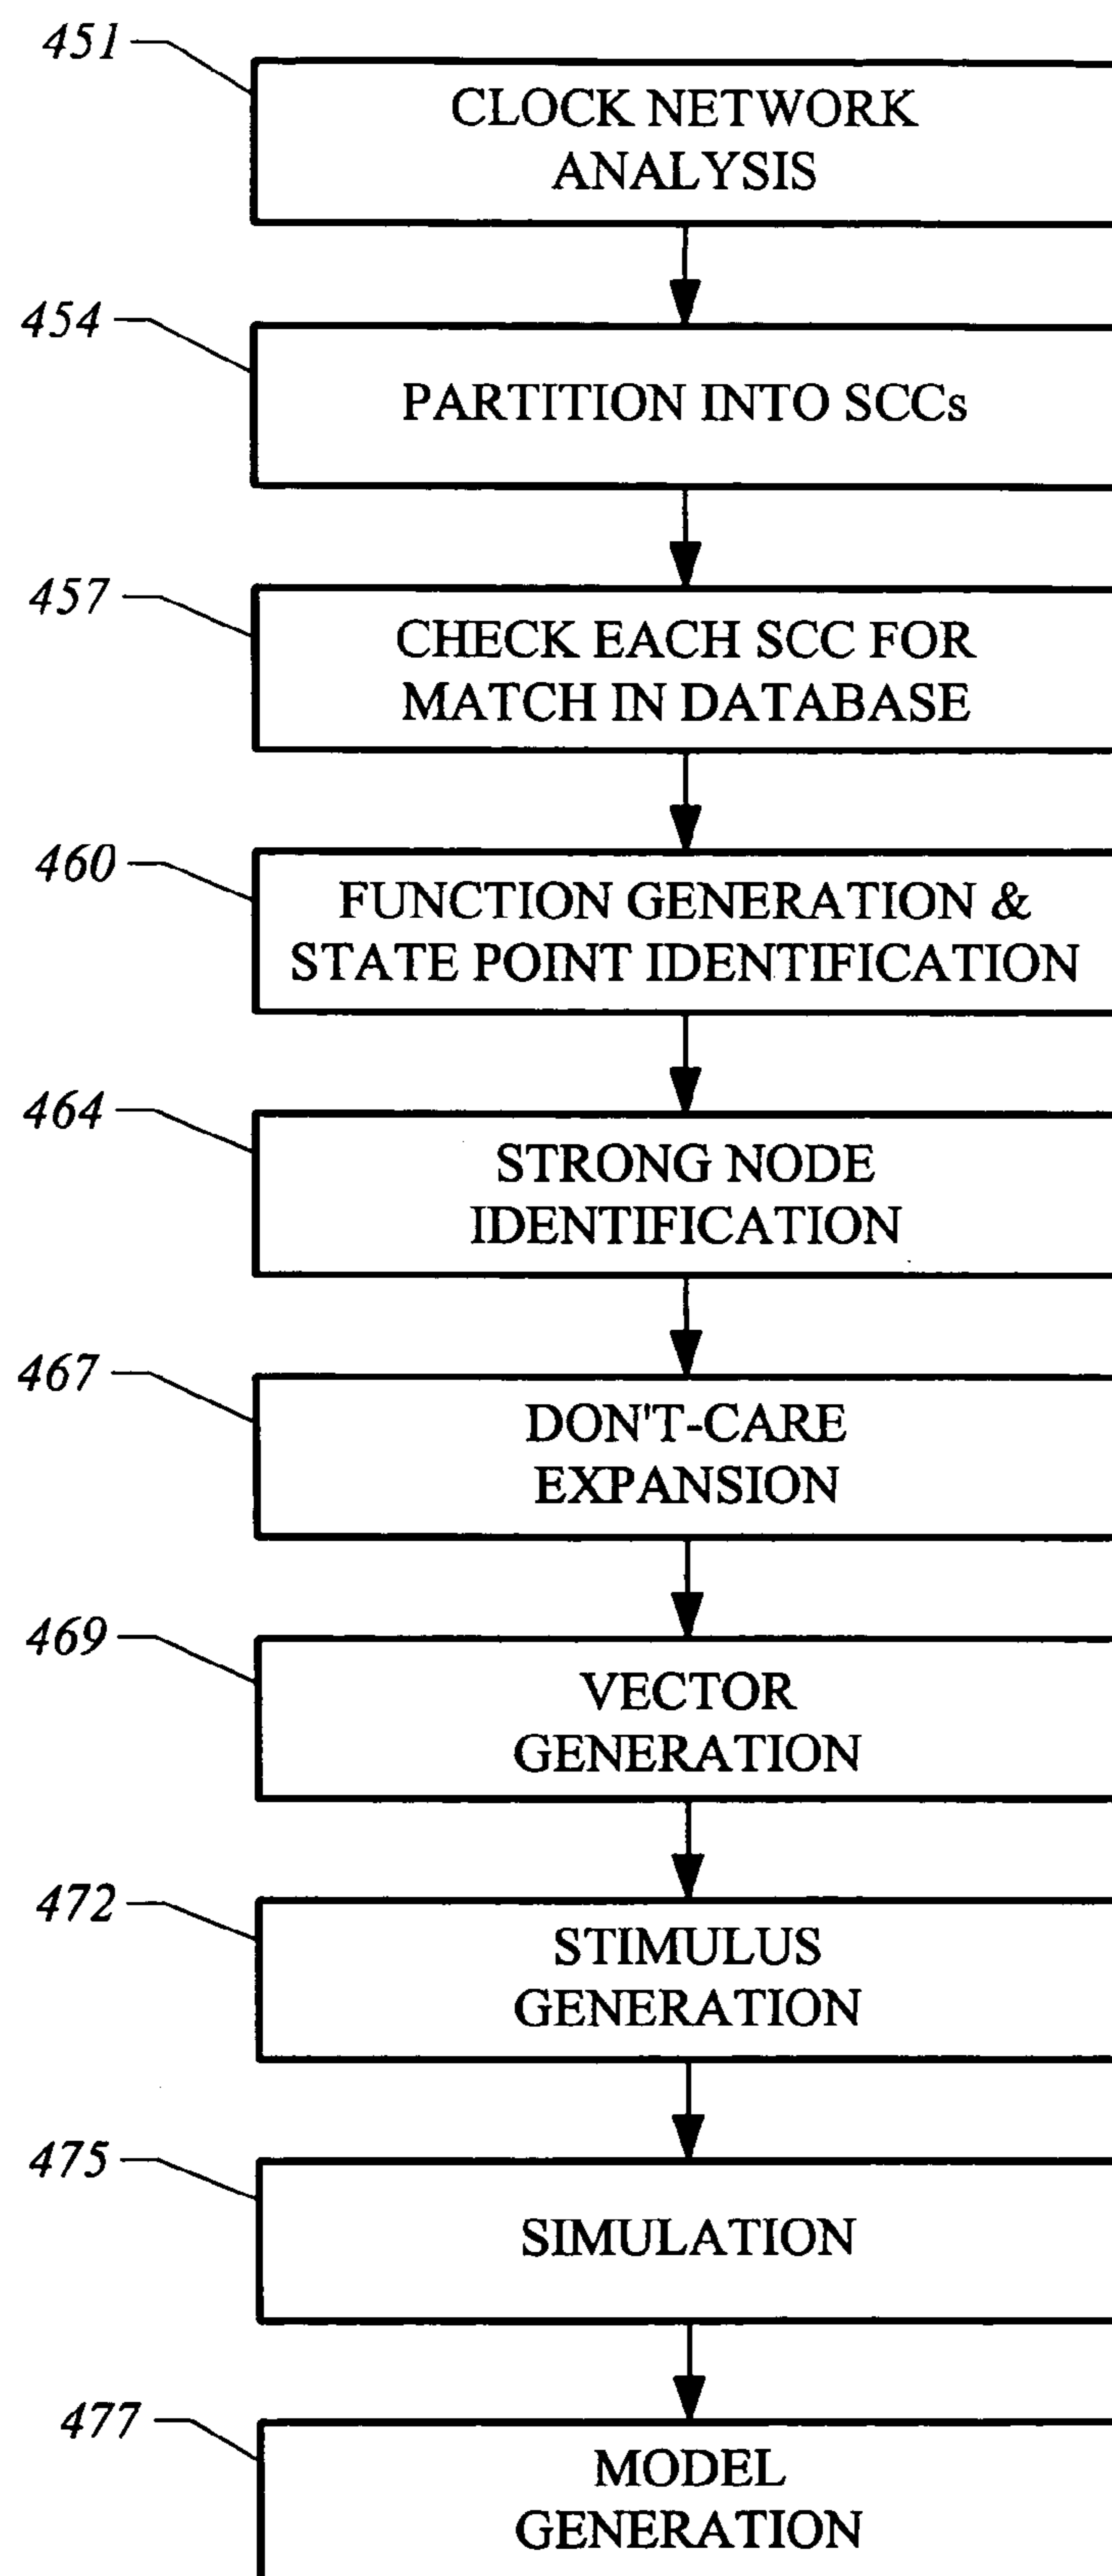 451
CLOCK NETWORK
ANALYSIS
454
PARTITION INTO SCCs
457
CHECK EACH SCC FOR
MATCH IN DATABASE
460
FUNCTION GENERATION &
STATE POINT IDENTIFICATION
464
STRONG NODE
IDENTIFICATION
467
DON'T-CARE
EXPANSION
469
VECTOR
GENERATION
472
STIMULUS
GENERATION
475
SIMULATION
477
MODEL
GENERATION